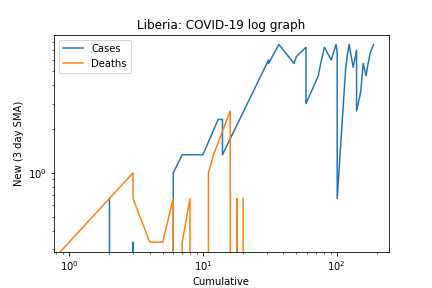 Liberia: COVID-19 log graph
Cases
Deaths
New (3 day SMA)
10⁰
10⁰
10¹
10²
Cumulative